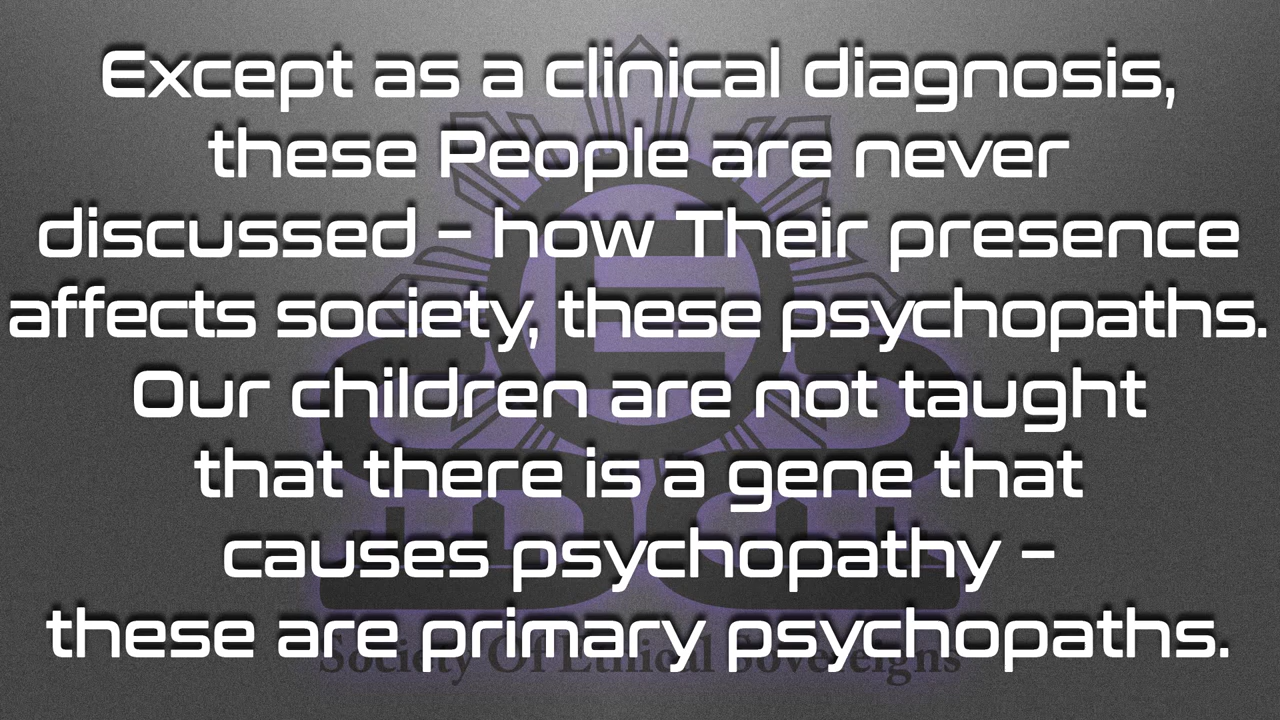 Except as a clinical diagnosis,
these People are never
discussed – how Their presence
affects society, these psychopaths.
Our children are not taught
that there is a gene that
causes psychopathy –
these are primary psychopaths.
Society Of Ethical Sovereigns